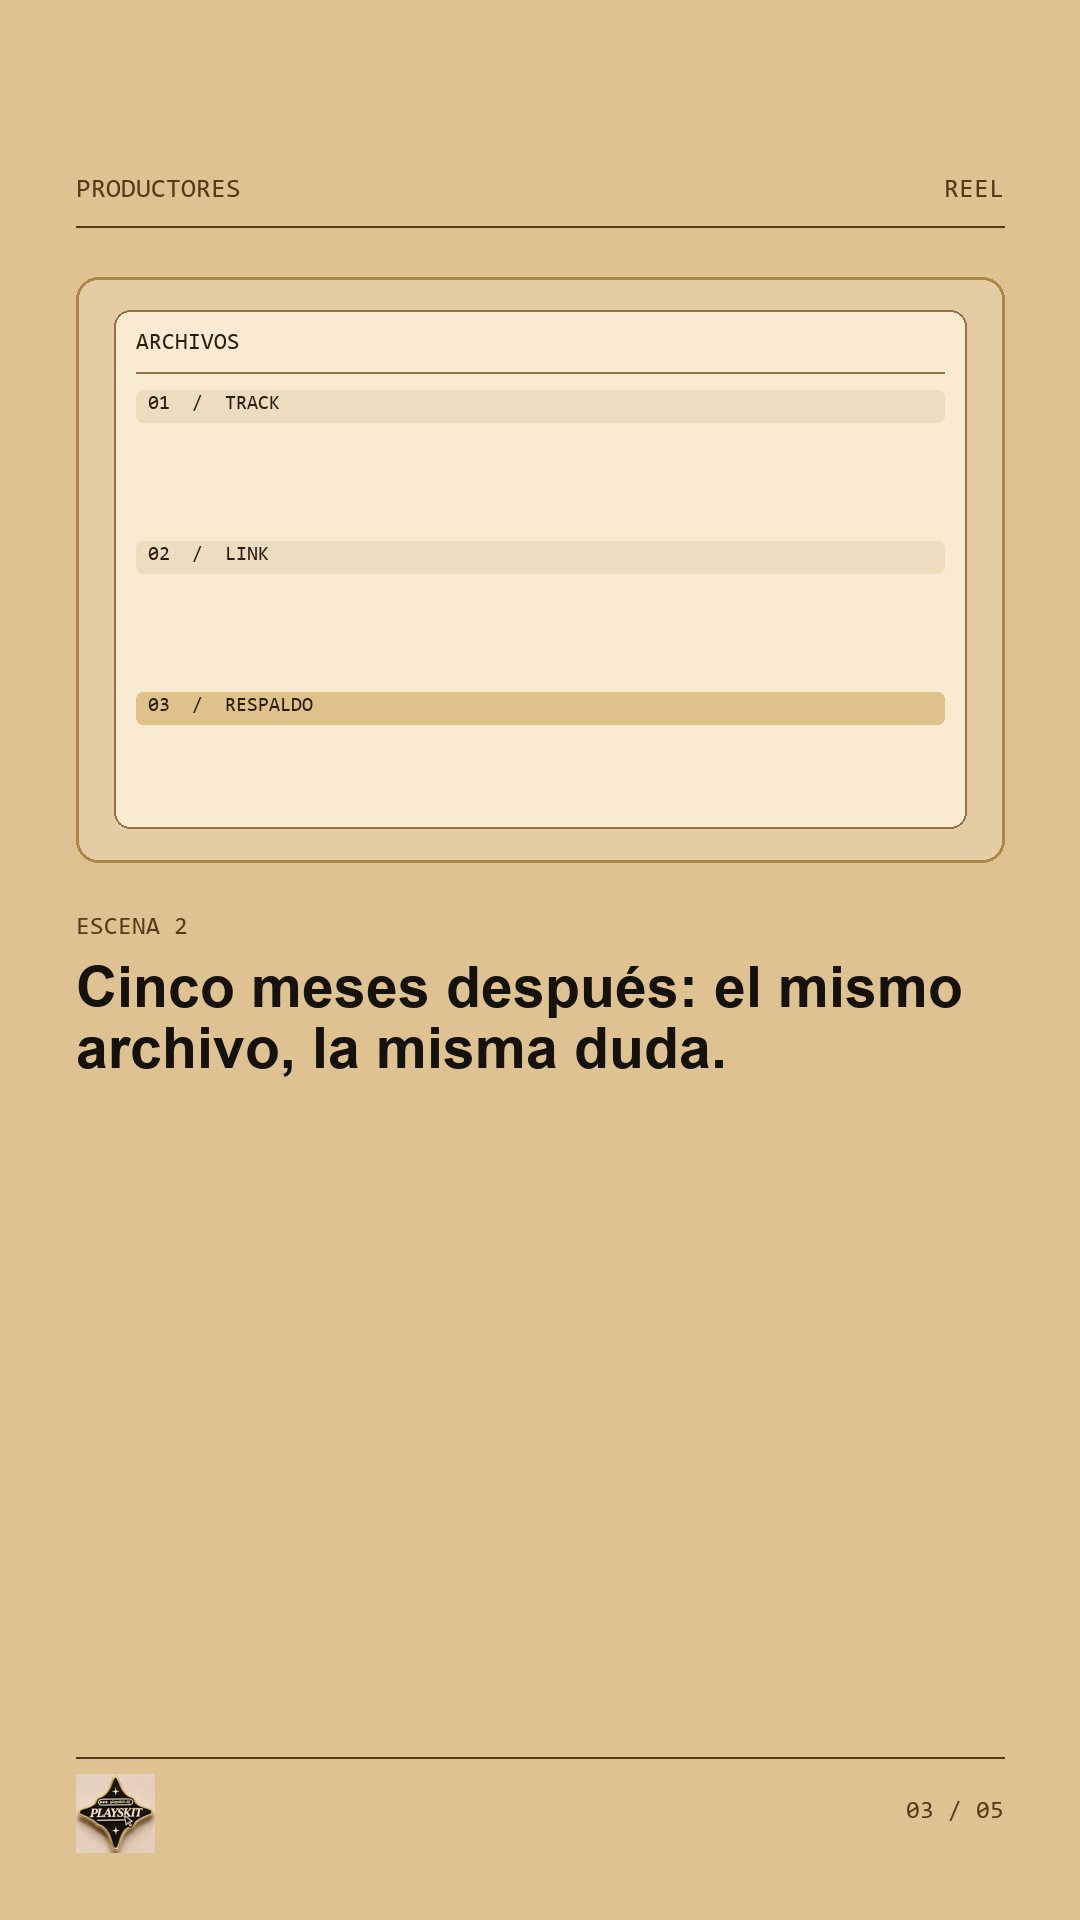 PRODUCTORES
REEL
ARCHIVOS
01 / TRACK
02 / LINK
03 / RESPALDO
ESCENA 2
Cinco meses después: el mismo
archivo, la misma duda.
PLAYSKIT
03 / 05